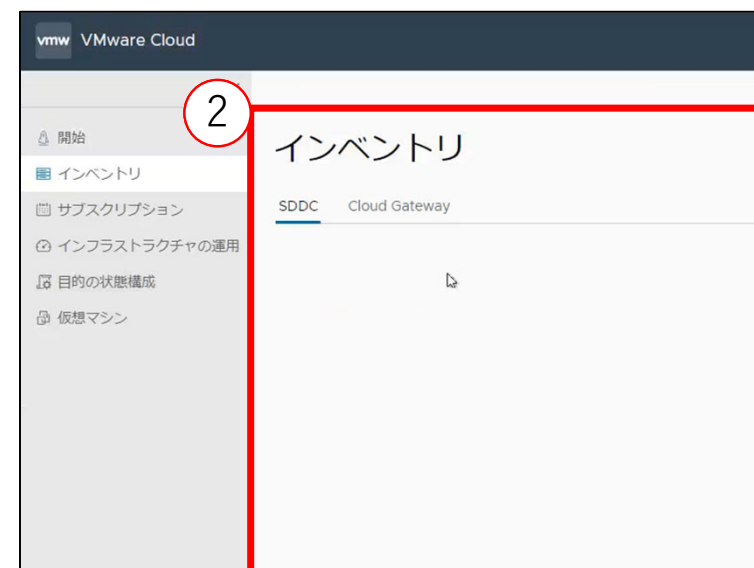 vmw VMware Cloud
2
開始
インベントリ
サブスクリプション
インフラストラクチャの運用
目的の状態構成
仮想マシン
インベントリ
SDDC Cloud Gateway